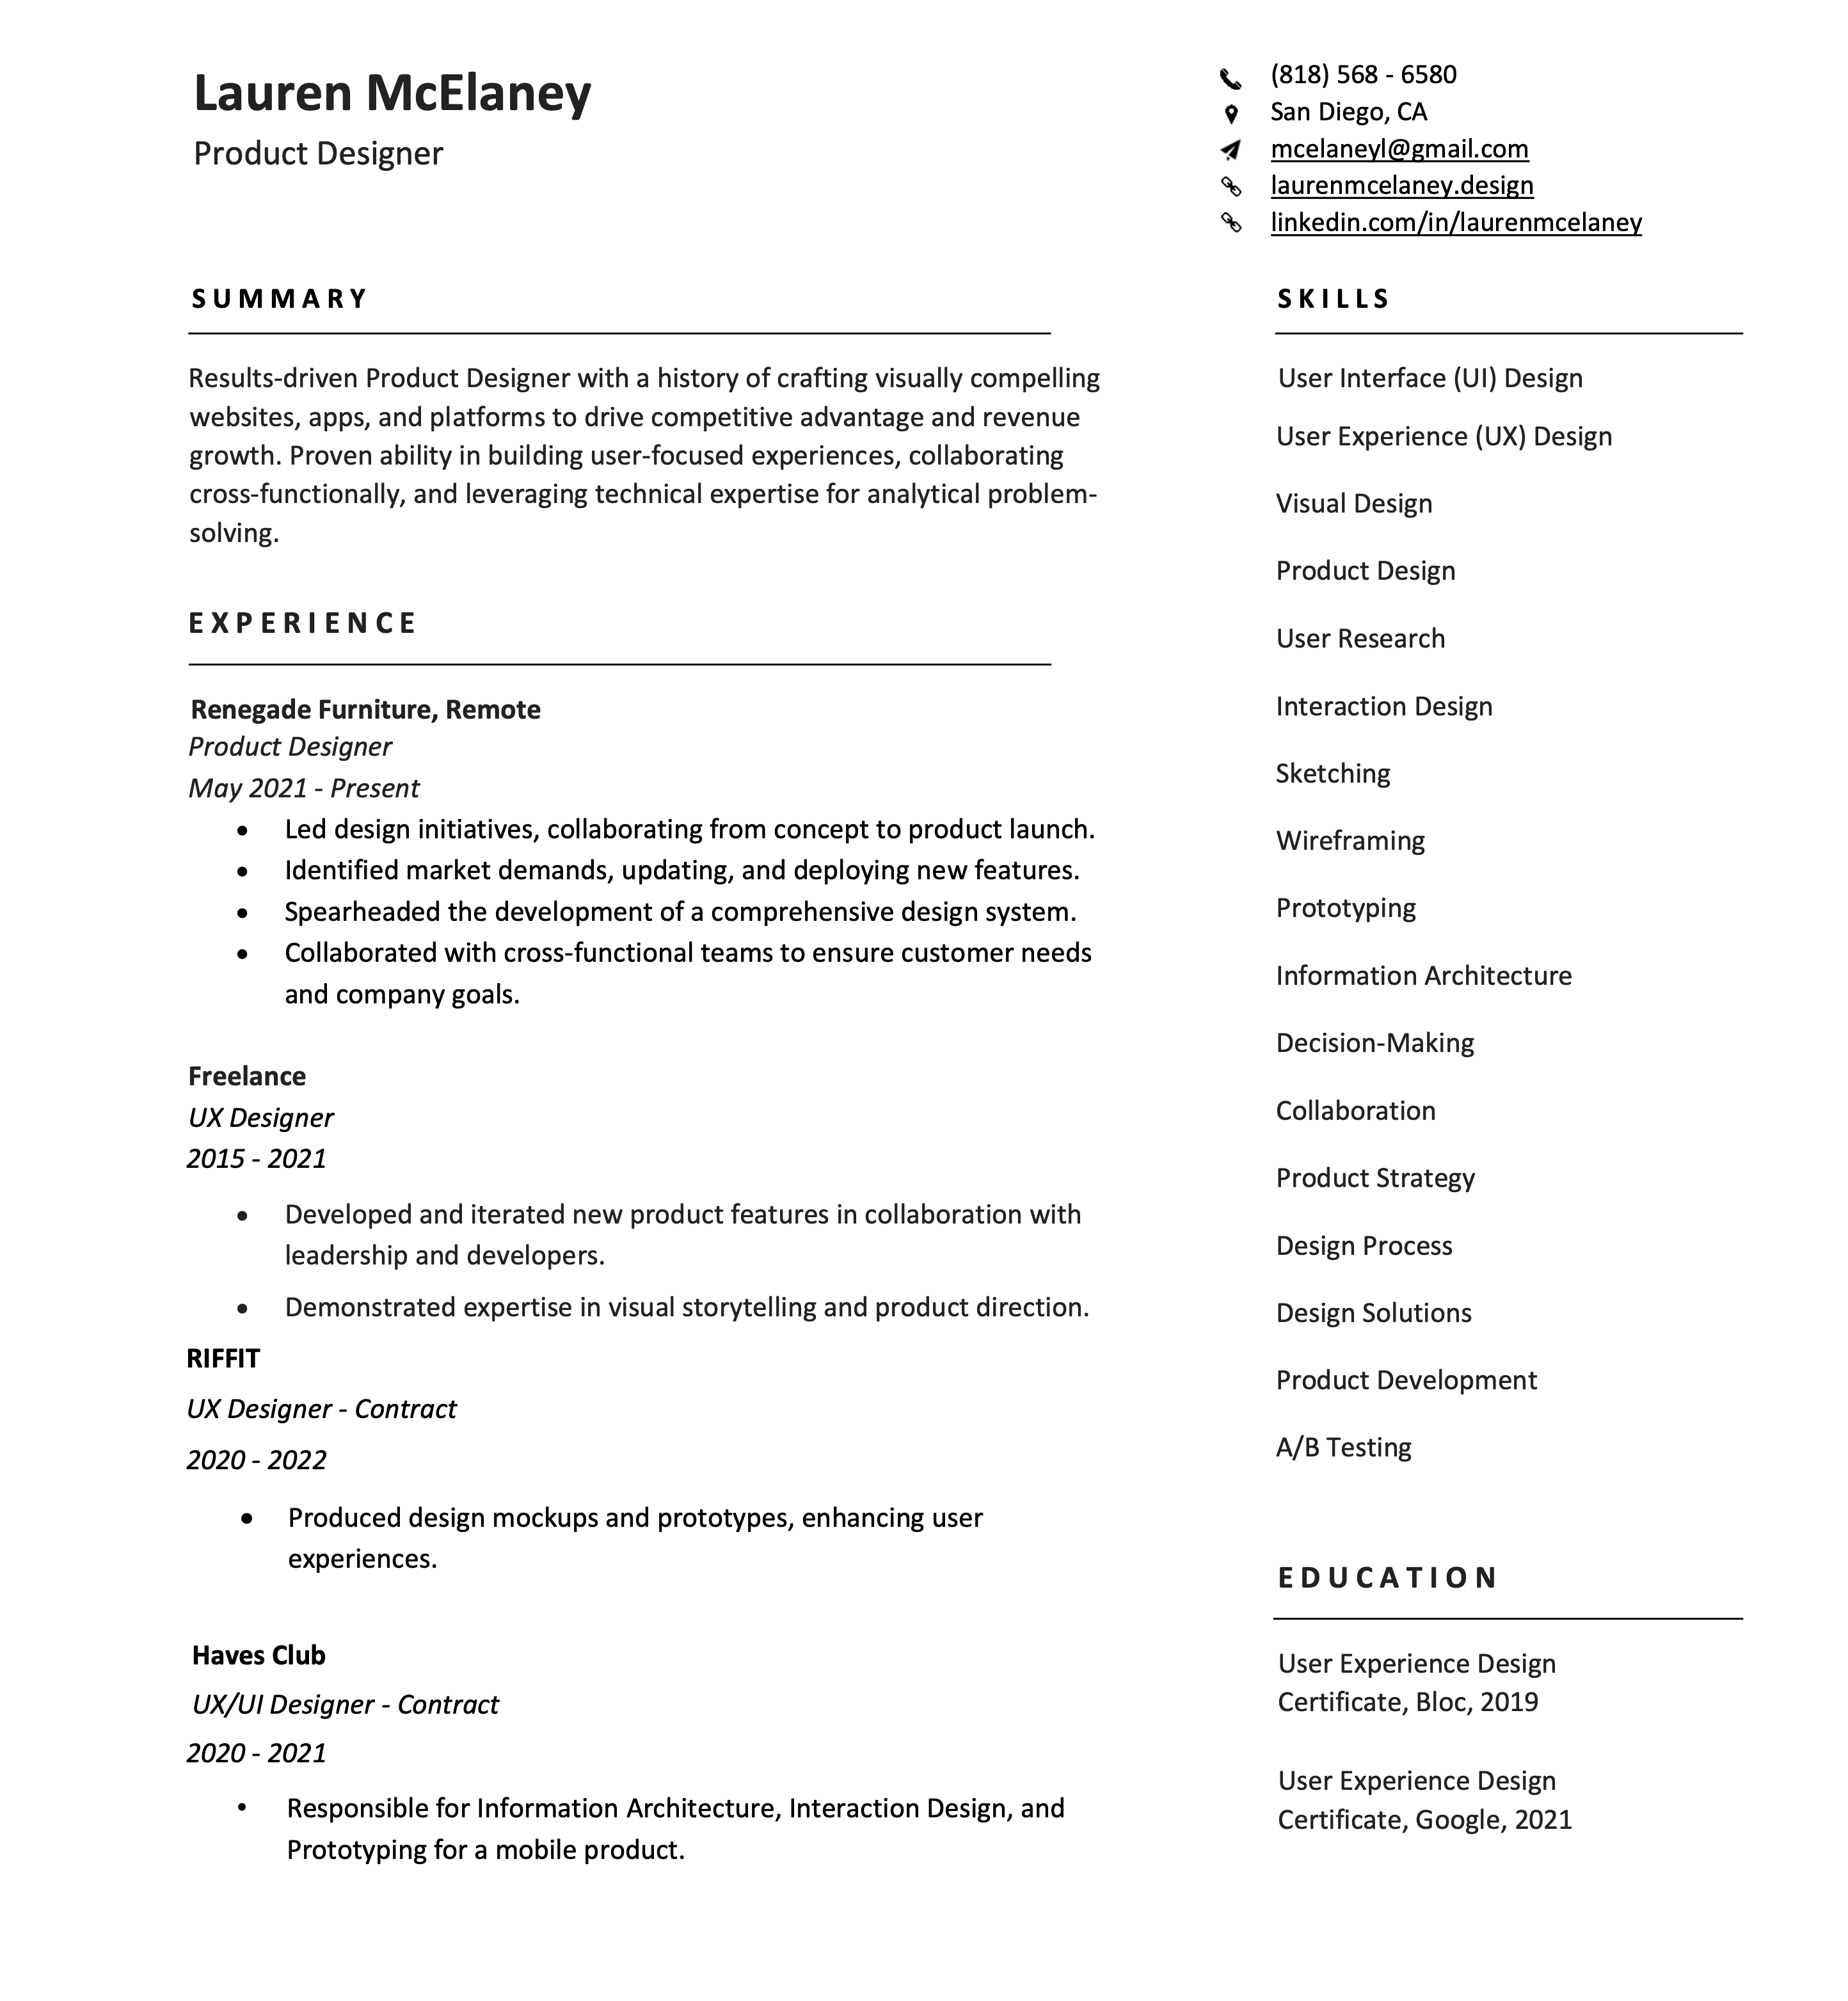 Lauren McElaney
Product Designer
(818) 568 - 6580
San Diego, CA
mcelaneyl@gmail.com
laurenmcelaney.design
linkedin.com/in/laurenmcelaney
SUMMARY
Results-driven Product Designer with a history of crafting visually compelling
websites, apps, and platforms to drive competitive advantage and revenue
growth. Proven ability in building user-focused experiences, collaborating
cross-functionally, and leveraging technical expertise for analytical problem-
solving.
EXPERIENCE
Renegade Furniture, Remote
Product Designer
May 2021 - Present
• Led design initiatives, collaborating from concept to product launch.
• Identified market demands, updating, and deploying new features.
• Spearheaded the development of a comprehensive design system.
• Collaborated with cross-functional teams to ensure customer needs
and company goals.
Freelance
UX Designer
2015 - 2021
• Developed and iterated new product features in collaboration with
leadership and developers.
• Demonstrated expertise in visual storytelling and product direction.
RIFFIT
UX Designer - Contract
2020 - 2022
• Produced design mockups and prototypes, enhancing user
experiences.
Haves Club
UX/UI Designer - Contract
2020 - 2021
• Responsible for Information Architecture, Interaction Design, and
Prototyping for a mobile product.
SKILLS
User Interface (UI) Design
User Experience (UX) Design
Visual Design
Product Design
User Research
Interaction Design
Sketching
Wireframing
Prototyping
Information Architecture
Decision-Making
Collaboration
Product Strategy
Design Process
Design Solutions
Product Development
A/B Testing
EDUCATION
User Experience Design
Certificate, Bloc, 2019
User Experience Design
Certificate, Google, 2021